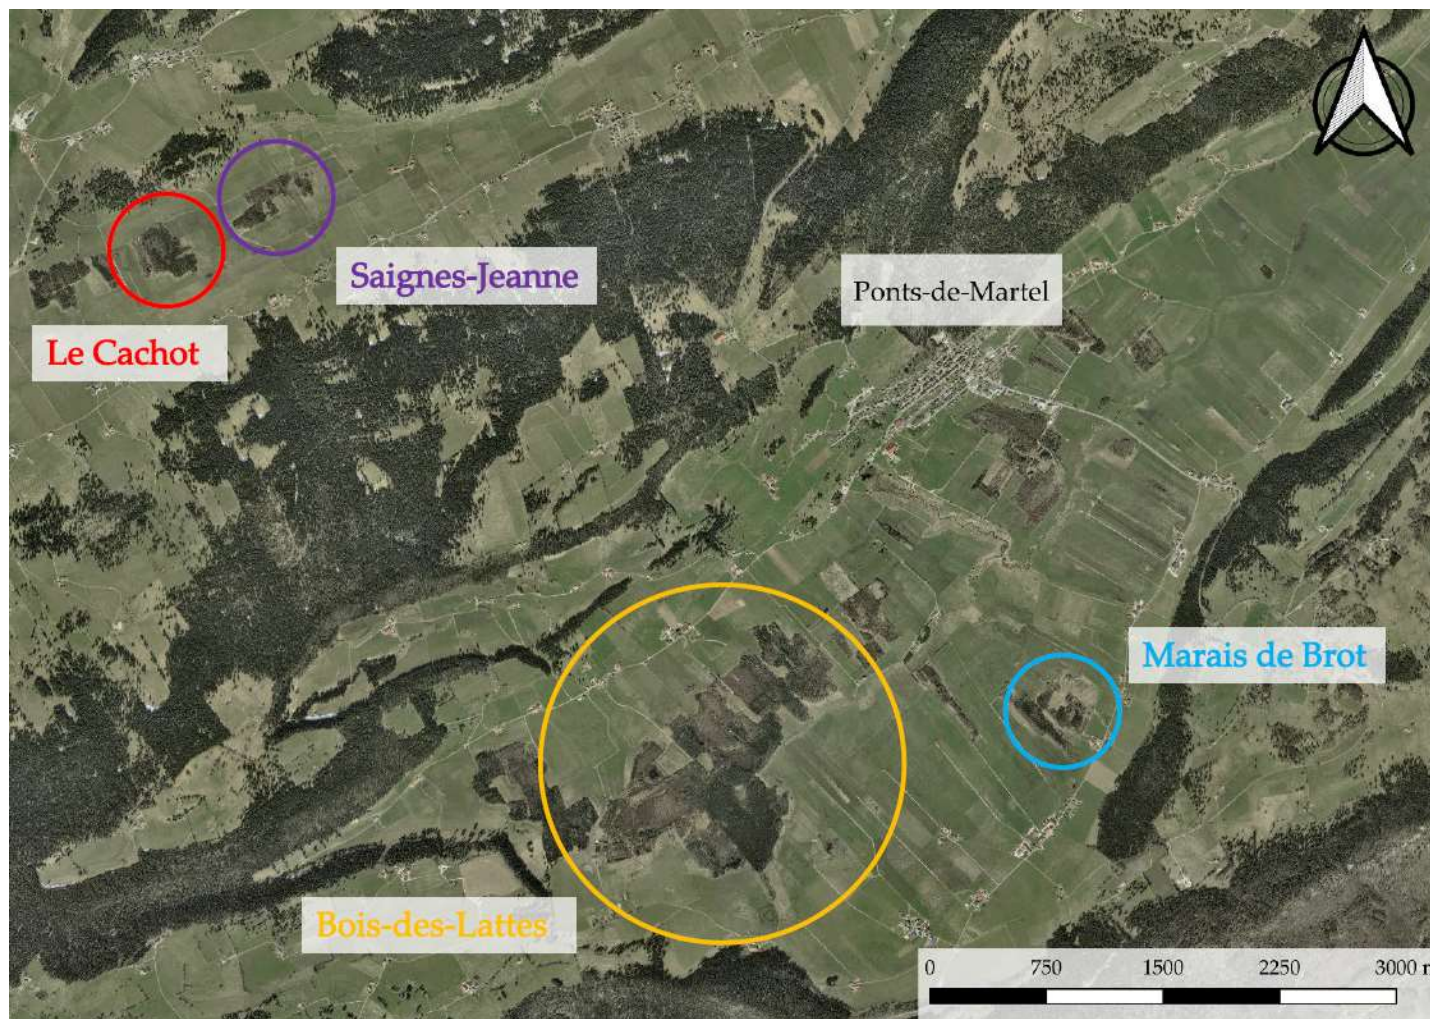 Saignes-Jeanne
Ponts-de-Martel
Le Cachot
Marais de Brot
Bois-des-Lattes
0 750 1500 2250 3000 m